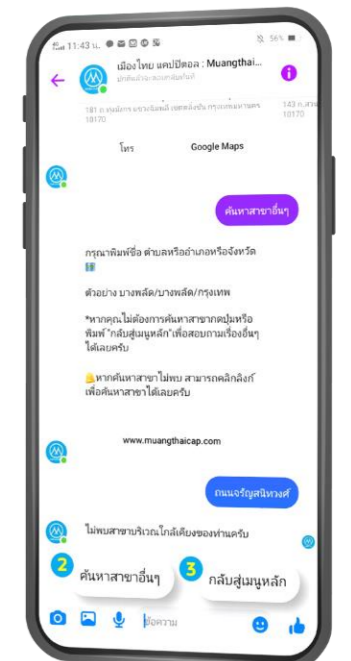 11:43 น.
56%
เมืองไทย แคปปิตอล : Muangthai...
10170
10170
โทร
Google Maps
ค้นหาสาขาอื่นๆ
กรุณาพิมพ์ชื่อ ตำบลหรืออำเภอหรือจังหวัด
ตัวอย่าง บางพลัด/บางพลัด/กรุงเทพ
*หากคุณไม่ต้องการค้นหาสาขากดปุ่มหรือ
พิมพ์ "กลับสู่เมนูหลัก"เพื่อสอบถามเรื่องอื่นๆ
ได้เลยครับ
หากค้นหาสาขาไม่พบ สามารถคลิกลิงก์
เพื่อค้นหาสาขาได้เลยครับ
www.muangthaicap.com
ถนนจรัญสนิทวงศ์
ไม่พบสาขาบริเวณใกล้เคียงของท่านครับ
2
ค้นหาสาขาอื่นๆ
3
กลับสู่เมนูหลัก
ข้อความ